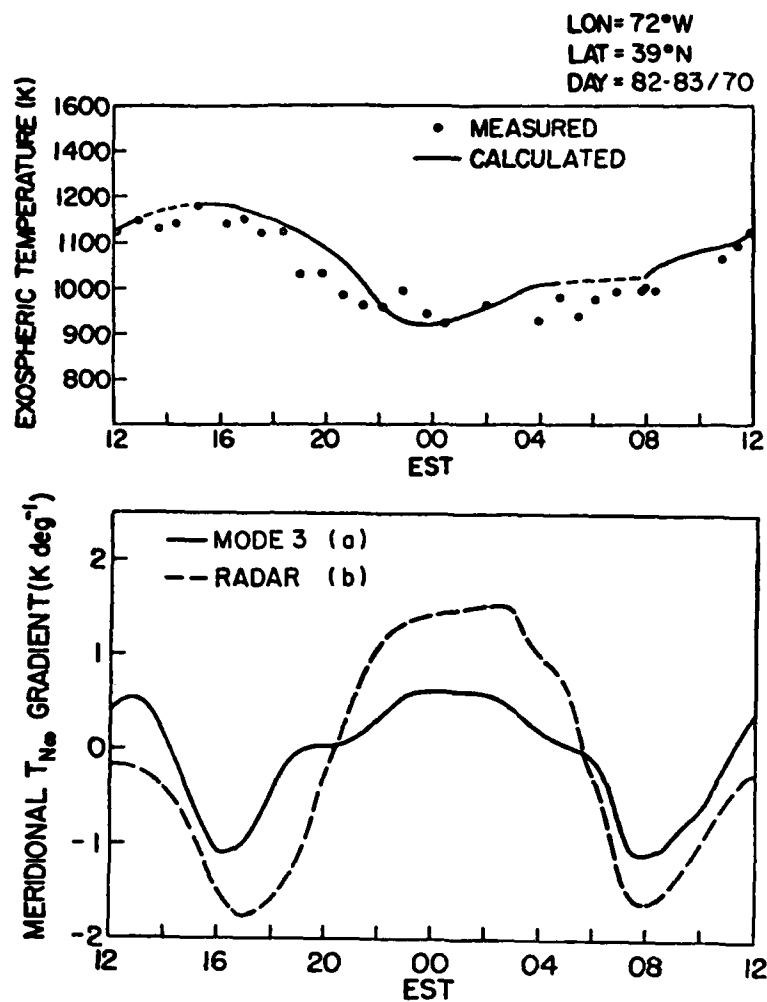 LON= 72°W
LAT = 39°N
DAY = 82-83/70
EXOSPHERIC TEMPERATURE (K)
1600
1400
1200
1100
1000
900
800
• MEASURED
— CALCULATED
12 16 20 00 04 08 12
EST
MERIDIONAL T_N∞ GRADIENT (K deg⁻¹)
2
1
0
-1
-2
— MODE 3 (a)
-- RADAR (b)
12 16 20 00 04 08 12
EST